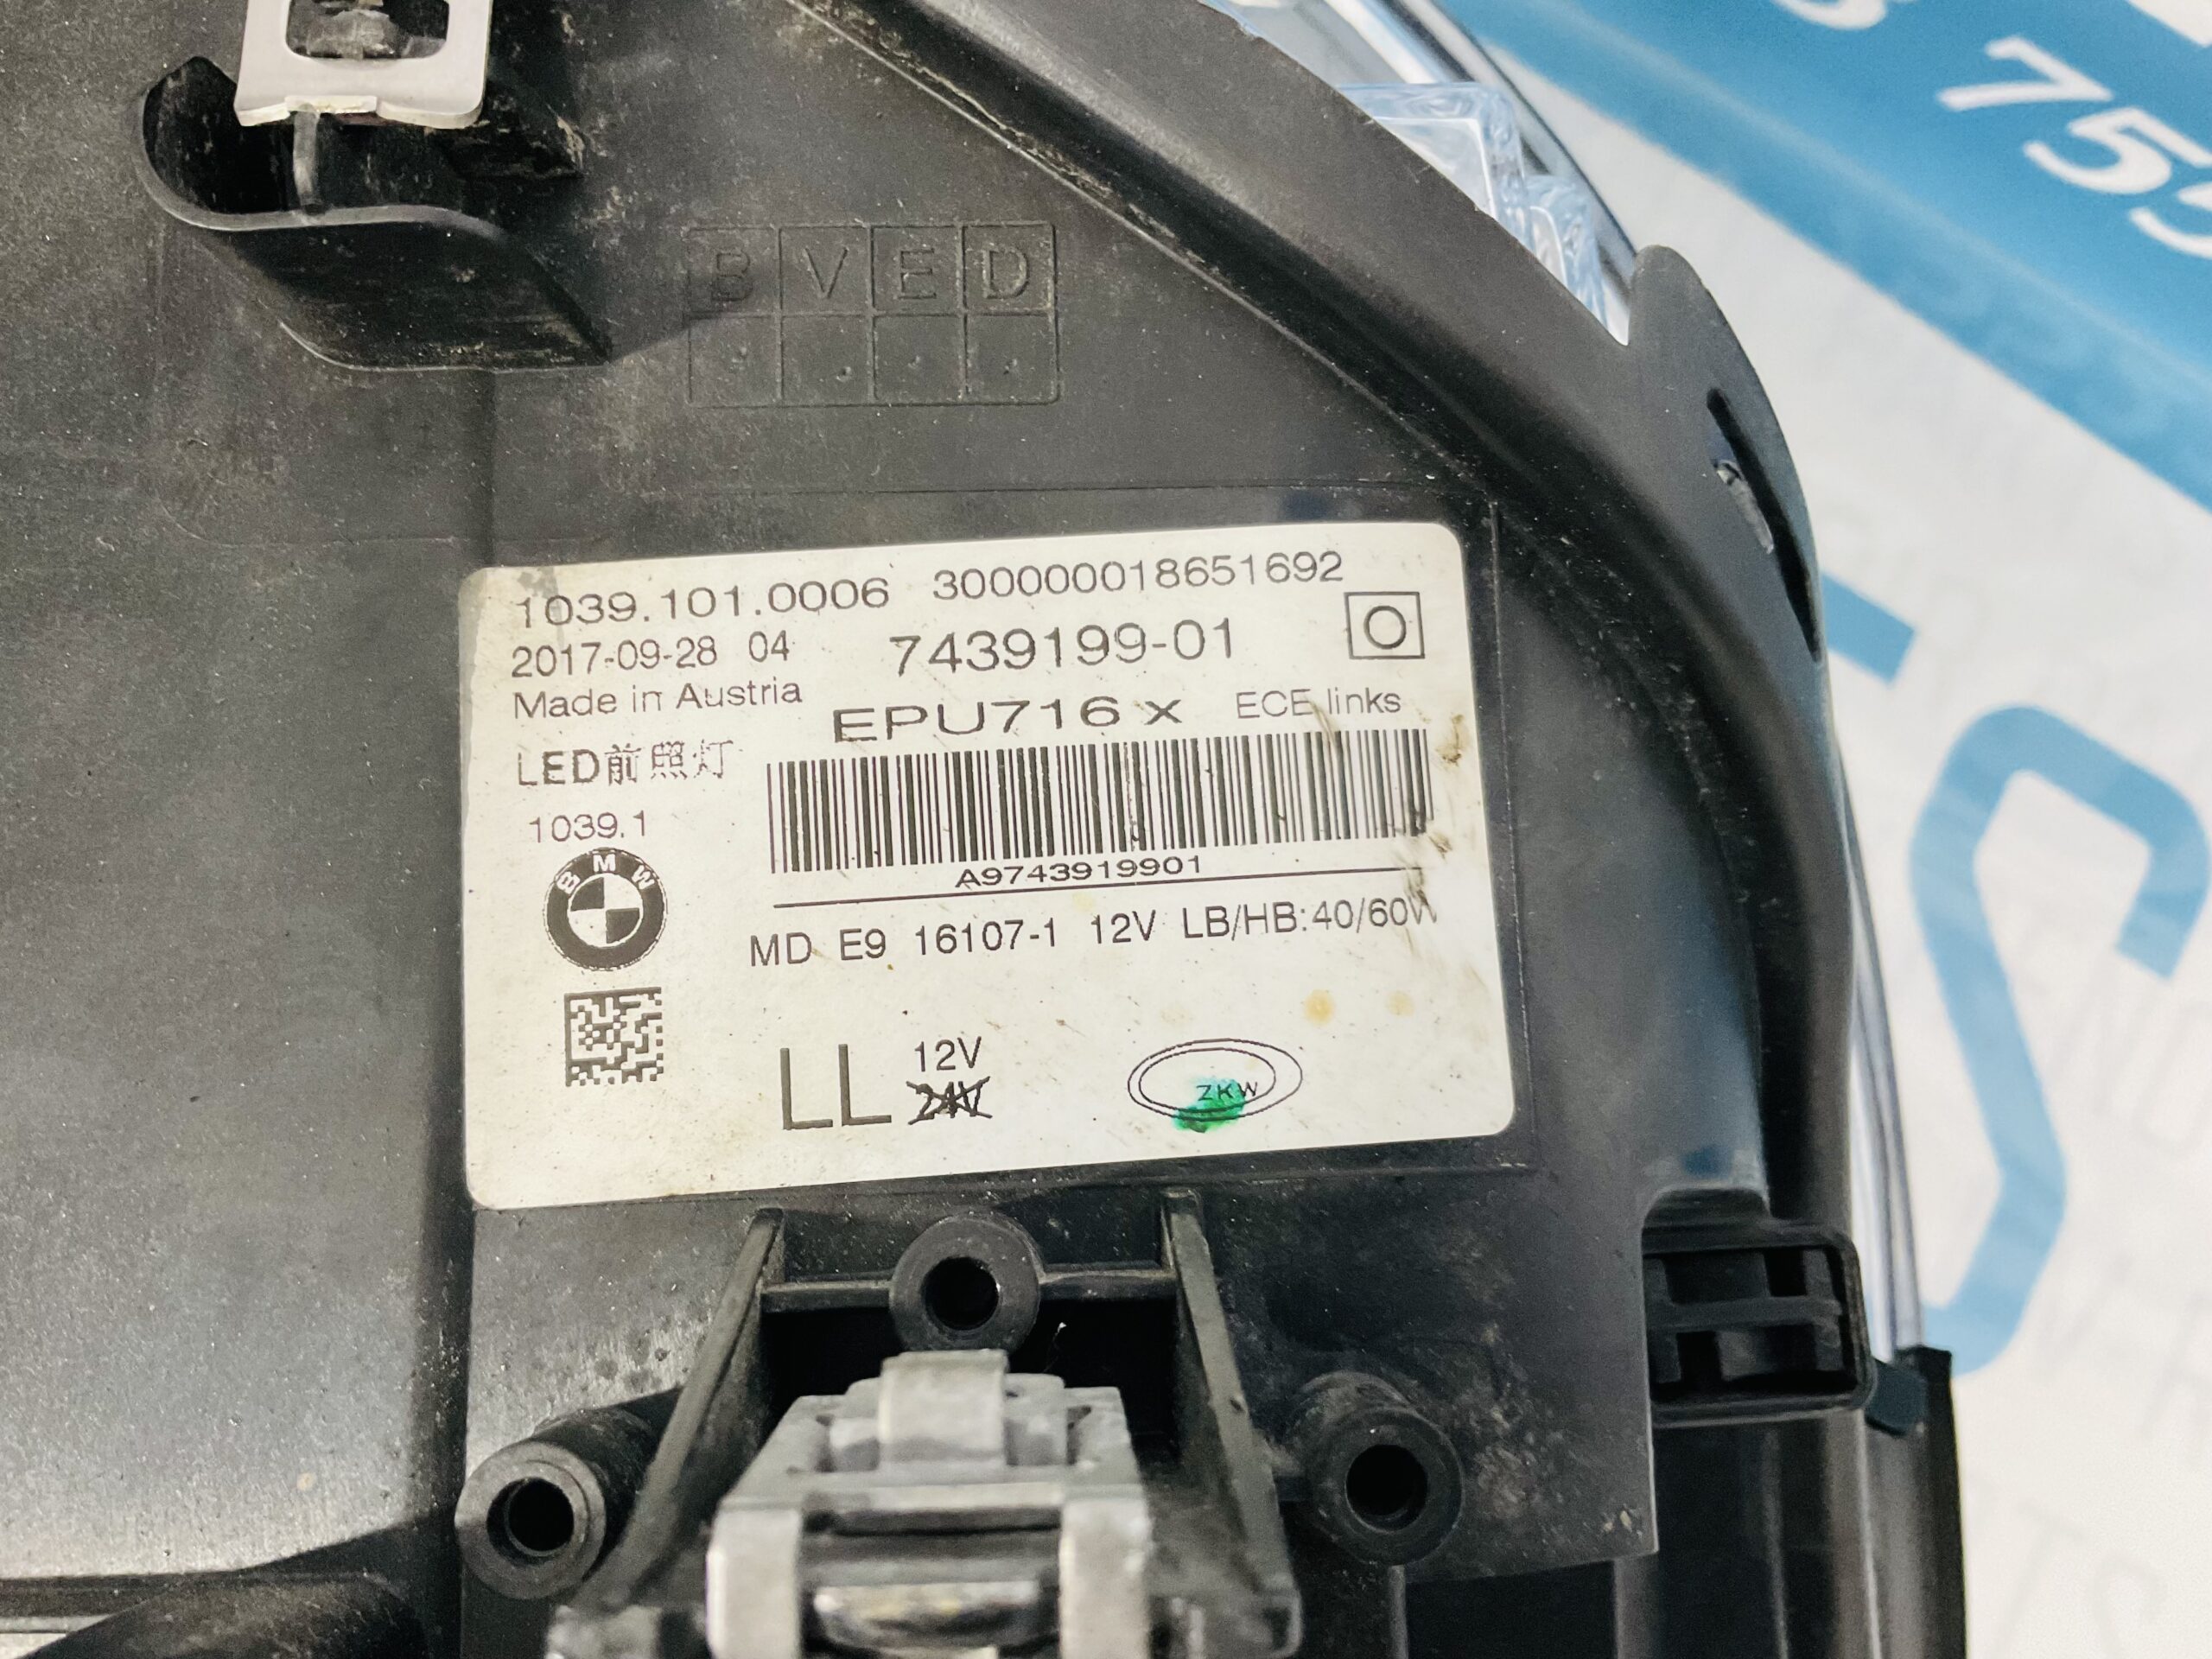 755
B V E D
1039.101.0006 300000018651692
2017-09-28 04 7439199-01 O
Made in Austria
EPU716 X ECE links
LED前照灯
1039.1
BMW
A9743919901
MD E9 16107-1 12V LB/HB:40/60W
LL 12V
24V
ZKW